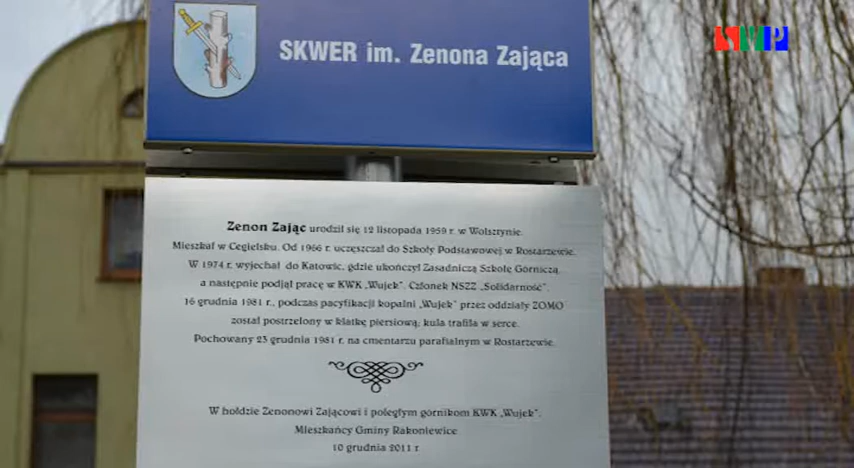 SWP
SKWER im. Zenona Zająca
Zenon Zając urodził się 12 listopada 1959 r. w Wolsztynie.
Mieszkał w Cegielsku. Od 1966 r. uczęszczał do Szkoły Podstawowej w Rostarzewie.
W 1974 r. wyjechał do Katowic, gdzie ukończył Zasadniczą Szkołę Górniczą,
a następnie podjął pracę w KWK „Wujek”. Członek NSZZ „Solidarność”.
16 grudnia 1981 r., podczas pacyfikacji kopalni „Wujek” przez oddziały ZOMO
został postrzelony w klatkę piersiową, kula trafiła w serce.
Pochowany 23 grudnia 1981 r. na cmentarzu parafialnym w Rostarzewie.
W hołdzie Zenonowi Zającowi i poległym górnikom KWK „Wujek”.
Mieszkańcy Gminy Rakoniewice
10 grudnia 2011 r